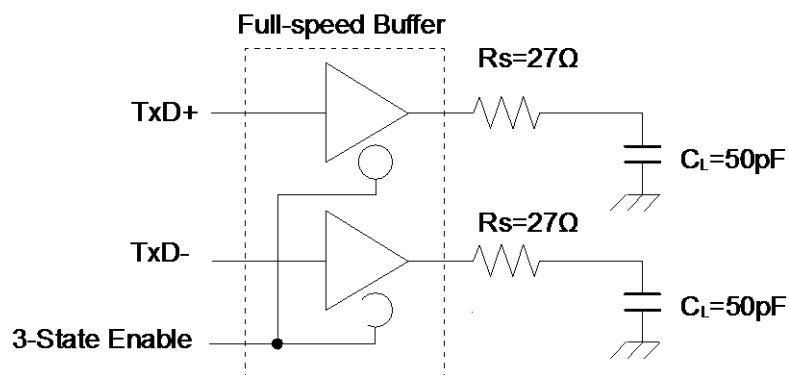 Full-speed Buffer
Rs=27Ω
TxD+
CL=50pF
Rs=27Ω
TxD-
CL=50pF
3-State Enable